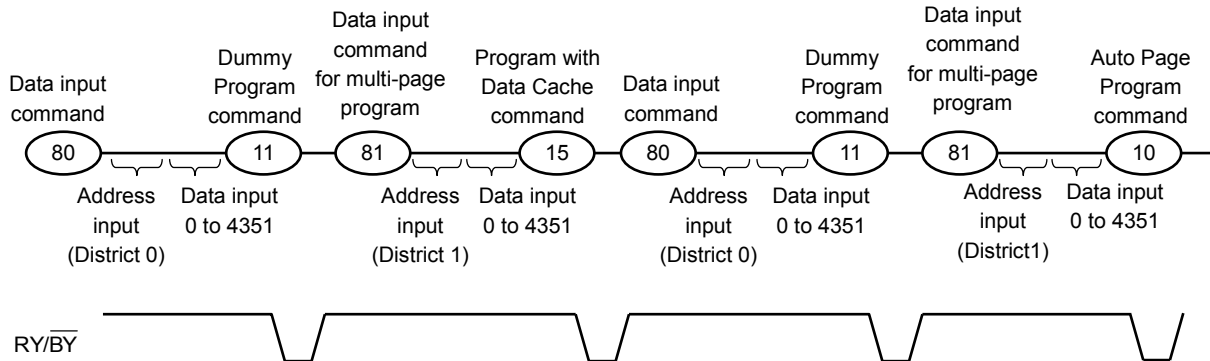 Data input
command
Dummy
Program
command
Data input
command
for multi-page
program
Program with
Data Cache
command
Data input
command
Dummy
Program
command
Data input
command
for multi-page
program
Auto Page
Program
command
80
11
81
15
80
11
81
10
Address
input
(District 0)
Data input
0 to 4351
Address
input
(District 1)
Data input
0 to 4351
Address
input
(District 0)
Data input
0 to 4351
Address
input
(District1)
Data input
0 to 4351
RY/BY